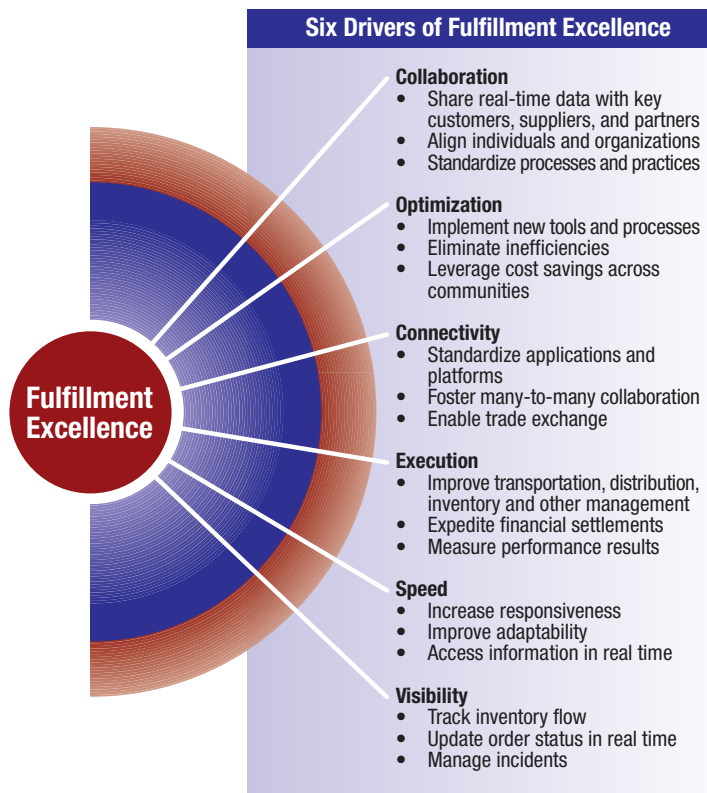 Six Drivers of Fulfillment Excellence
Fulfillment
Excellence
Collaboration
• Share real-time data with key
customers, suppliers, and partners
• Align individuals and organizations
• Standardize processes and practices
Optimization
• Implement new tools and processes
• Eliminate inefficiencies
• Leverage cost savings across
communities
Connectivity
• Standardize applications and
platforms
• Foster many-to-many collaboration
• Enable trade exchange
Execution
• Improve transportation, distribution,
inventory and other management
• Expedite financial settlements
• Measure performance results
Speed
• Increase responsiveness
• Improve adaptability
• Access information in real time
Visibility
• Track inventory flow
• Update order status in real time
• Manage incidents